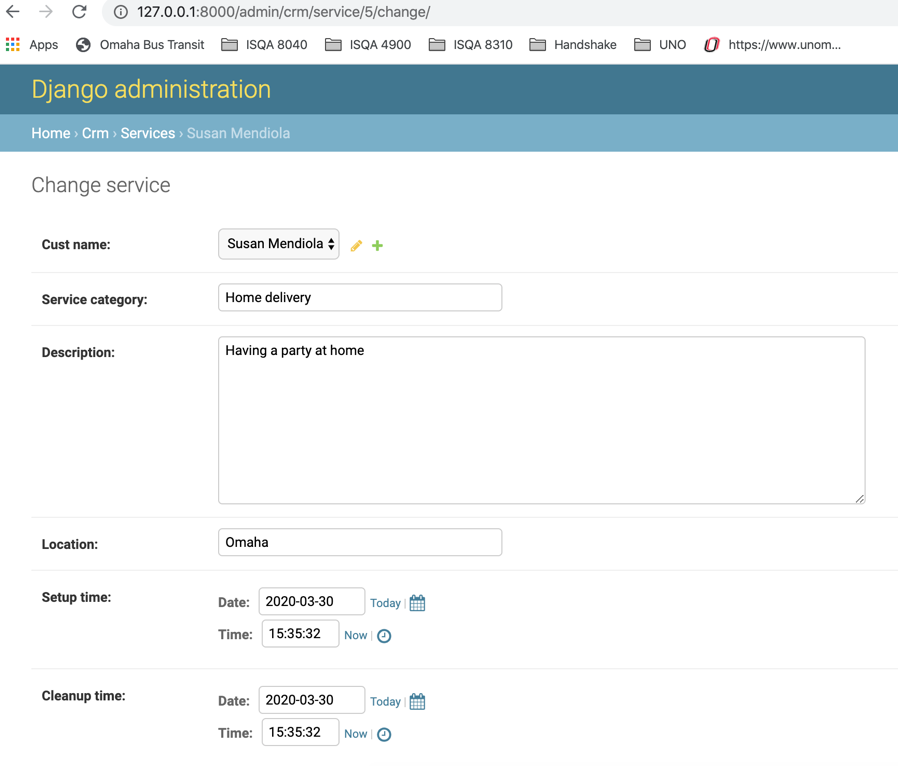 127.0.0.1:8000/admin/crm/service/5/change/
Apps Omaha Bus Transit ISQA 8040 ISQA 4900 ISQA 8310 Handshake UNO https://www.unom...
Django administration
Home › Crm › Services › Susan Mendiola
Change service
Cust name: Susan Mendiola
Service category: Home delivery
Description: Having a party at home
Location: Omaha
Setup time: Date: 2020-03-30 Today |
Time: 15:35:32 Now |
Cleanup time: Date: 2020-03-30 Today |
Time: 15:35:32 Now |